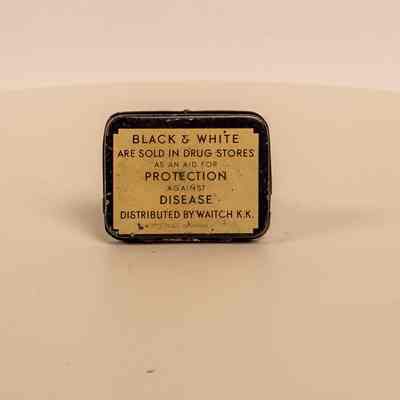 BLACK & WHITE
ARE SOLD IN DRUG STORES
AS AN AID FOR
PROTECTION
AGAINST
DISEASE
DISTRIBUTED BY WAITCH K.K.